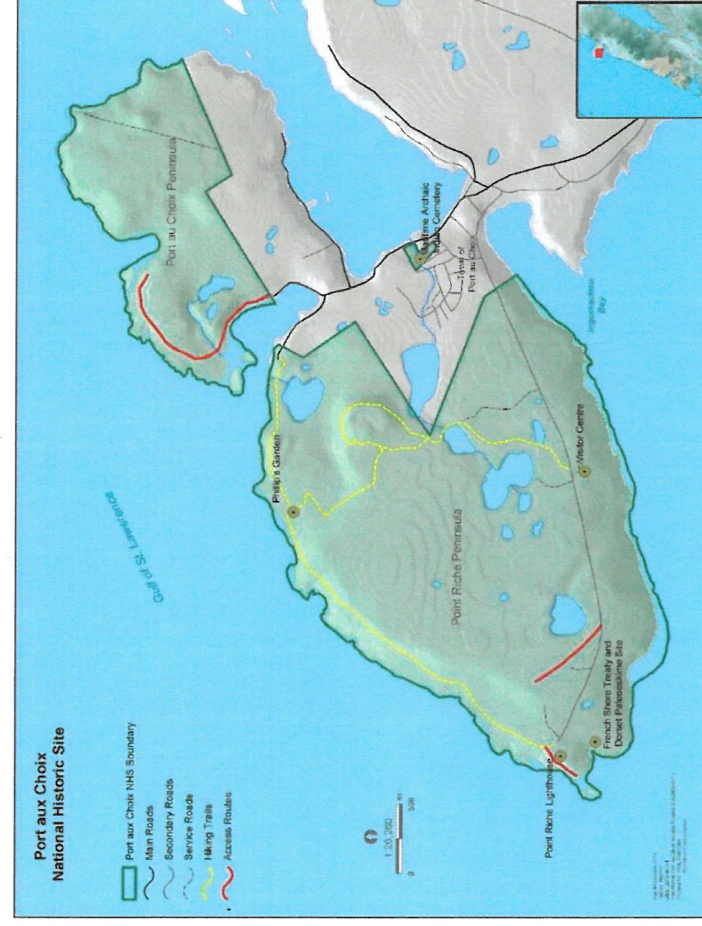 Port aux Choix
National Historic Site
Port aux Choix NHS Boundary
Main Roads
Secondary Roads
Service Roads
Hiking Trails
Access Routes
1:26,260
0
500
m
Gulf of St. Lawrence
Port au Choix Peninsula
Phillip's Garden
Point Riche Peninsula
Maritime Archaic
Indian Cemetery
Town of
Port au Choix
Ingornachoix
Bay
Visitor Centre
French Shore Treaty and
Dorset Paleoeskimo Site
Point Riche Lighthouse